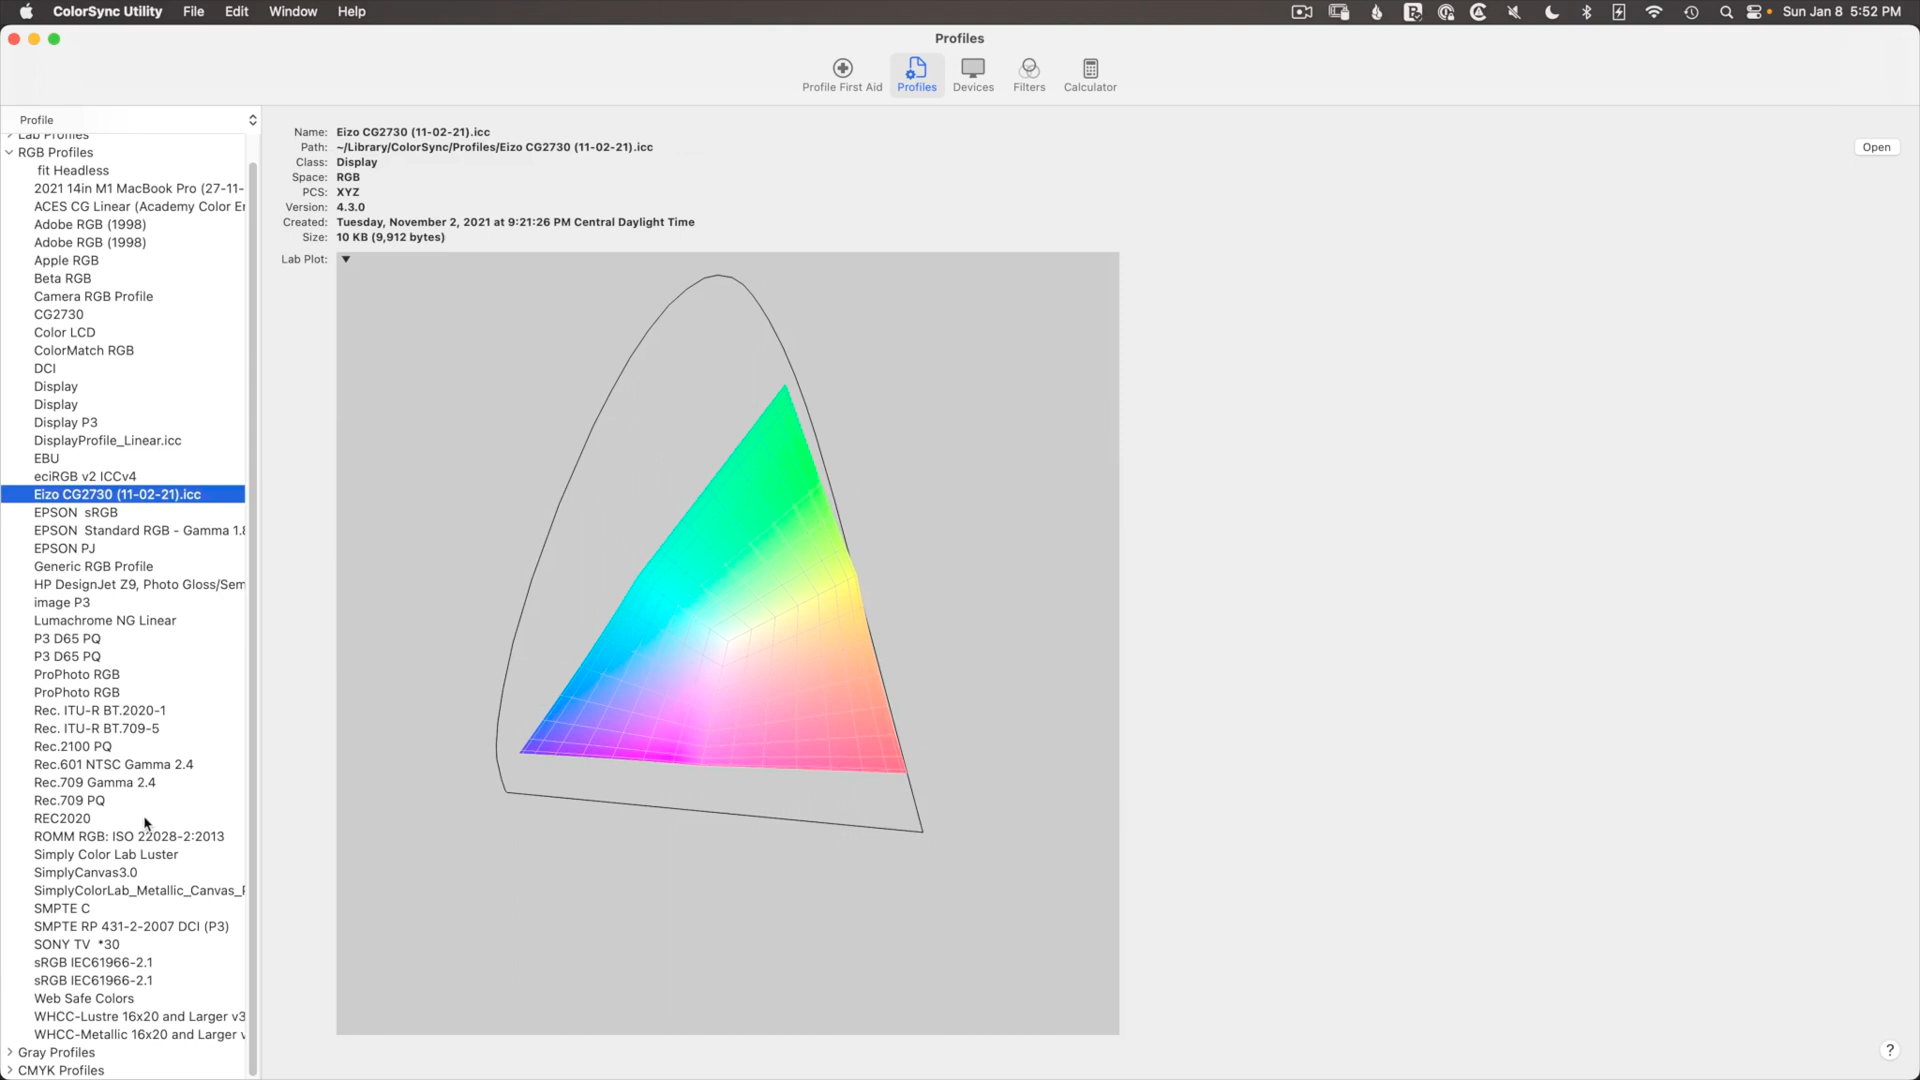 ColorSync Utility File Edit Window Help Sun Jan 8 5:52 PM
Profiles
Profile First Aid Profiles Devices Filters Calculator
Profile
Lab Profiles
RGB Profiles
fit Headless
2021 14in M1 MacBook Pro (27-11-
ACES CG Linear (Academy Color Er
Adobe RGB (1998)
Adobe RGB (1998)
Apple RGB
Beta RGB
Camera RGB Profile
CG2730
Color LCD
ColorMatch RGB
DCI
Display
Display
Display P3
DisplayProfile_Linear.icc
EBU
eciRGB v2 ICCv4
Eizo CG2730 (11-02-21).icc
EPSON  sRGB
EPSON  Standard RGB - Gamma 1.8
EPSON PJ
Generic RGB Profile
HP DesignJet Z9, Photo Gloss/Sem
image P3
Lumachrome NG Linear
P3 D65 PQ
P3 D65 PQ
ProPhoto RGB
ProPhoto RGB
Rec. ITU-R BT.2020-1
Rec. ITU-R BT.709-5
Rec.2100 PQ
Rec.601 NTSC Gamma 2.4
Rec.709 Gamma 2.4
Rec.709 PQ
REC2020
ROMM RGB: ISO 22028-2:2013
Simply Color Lab Luster
SimplyCanvas3.0
SimplyColorLab_Metallic_Canvas_F
SMPTE C
SMPTE RP 431-2-2007 DCI (P3)
SONY TV  *30
sRGB IEC61966-2.1
sRGB IEC61966-2.1
Web Safe Colors
WHCC-Lustre 16x20 and Larger v3
WHCC-Metallic 16x20 and Larger v
Gray Profiles
CMYK Profiles
Name: Eizo CG2730 (11-02-21).icc
Path: ~/Library/ColorSync/Profiles/Eizo CG2730 (11-02-21).icc
Open
Class: Display
Space: RGB
PCS: XYZ
Version: 4.3.0
Created: Tuesday, November 2, 2021 at 9:21:26 PM Central Daylight Time
Size: 10 KB (9,912 bytes)
Lab Plot:
?